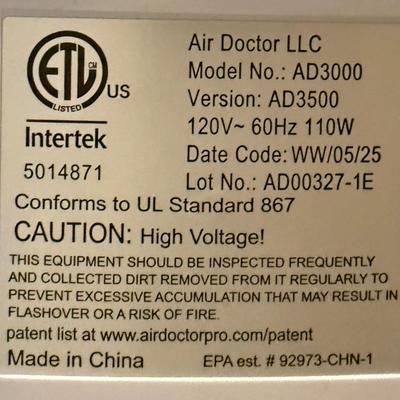 ETL CM
LISTED
US
Intertek
5014871
Air Doctor LLC
Model No.: AD3000
Version: AD3500
120V~ 60Hz 110W
Date Code: WW/05/25
Lot No.: AD00327-1E
Conforms to UL Standard 867
CAUTION: High Voltage!
THIS EQUIPMENT SHOULD BE INSPECTED FREQUENTLY
AND COLLECTED DIRT REMOVED FROM IT REGULARLY TO
PREVENT EXCESSIVE ACCUMULATION THAT MAY RESULT IN
FLASHOVER OR A RISK OF FIRE.
patent list at www.airdoctorpro.com/patent
Made in China
EPA est. # 92973-CHN-1